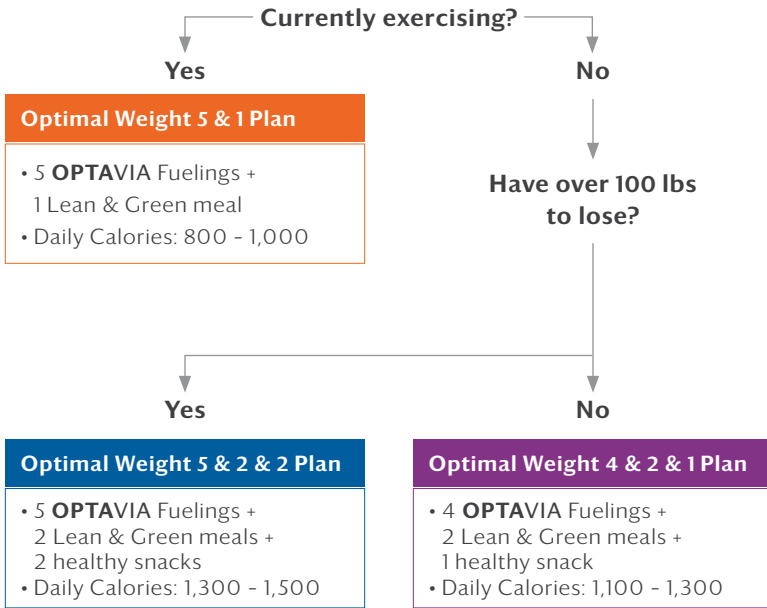 Currently exercising?
Yes
No
Optimal Weight 5 & 1 Plan
• 5 OPTAVIA Fuelings +
1 Lean & Green meal
• Daily Calories: 800 - 1,000
Have over 100 lbs
to lose?
Yes
No
Optimal Weight 5 & 2 & 2 Plan
• 5 OPTAVIA Fuelings +
2 Lean & Green meals +
2 healthy snacks
• Daily Calories: 1,300 - 1,500
Optimal Weight 4 & 2 & 1 Plan
• 4 OPTAVIA Fuelings +
2 Lean & Green meals +
1 healthy snack
• Daily Calories: 1,100 - 1,300